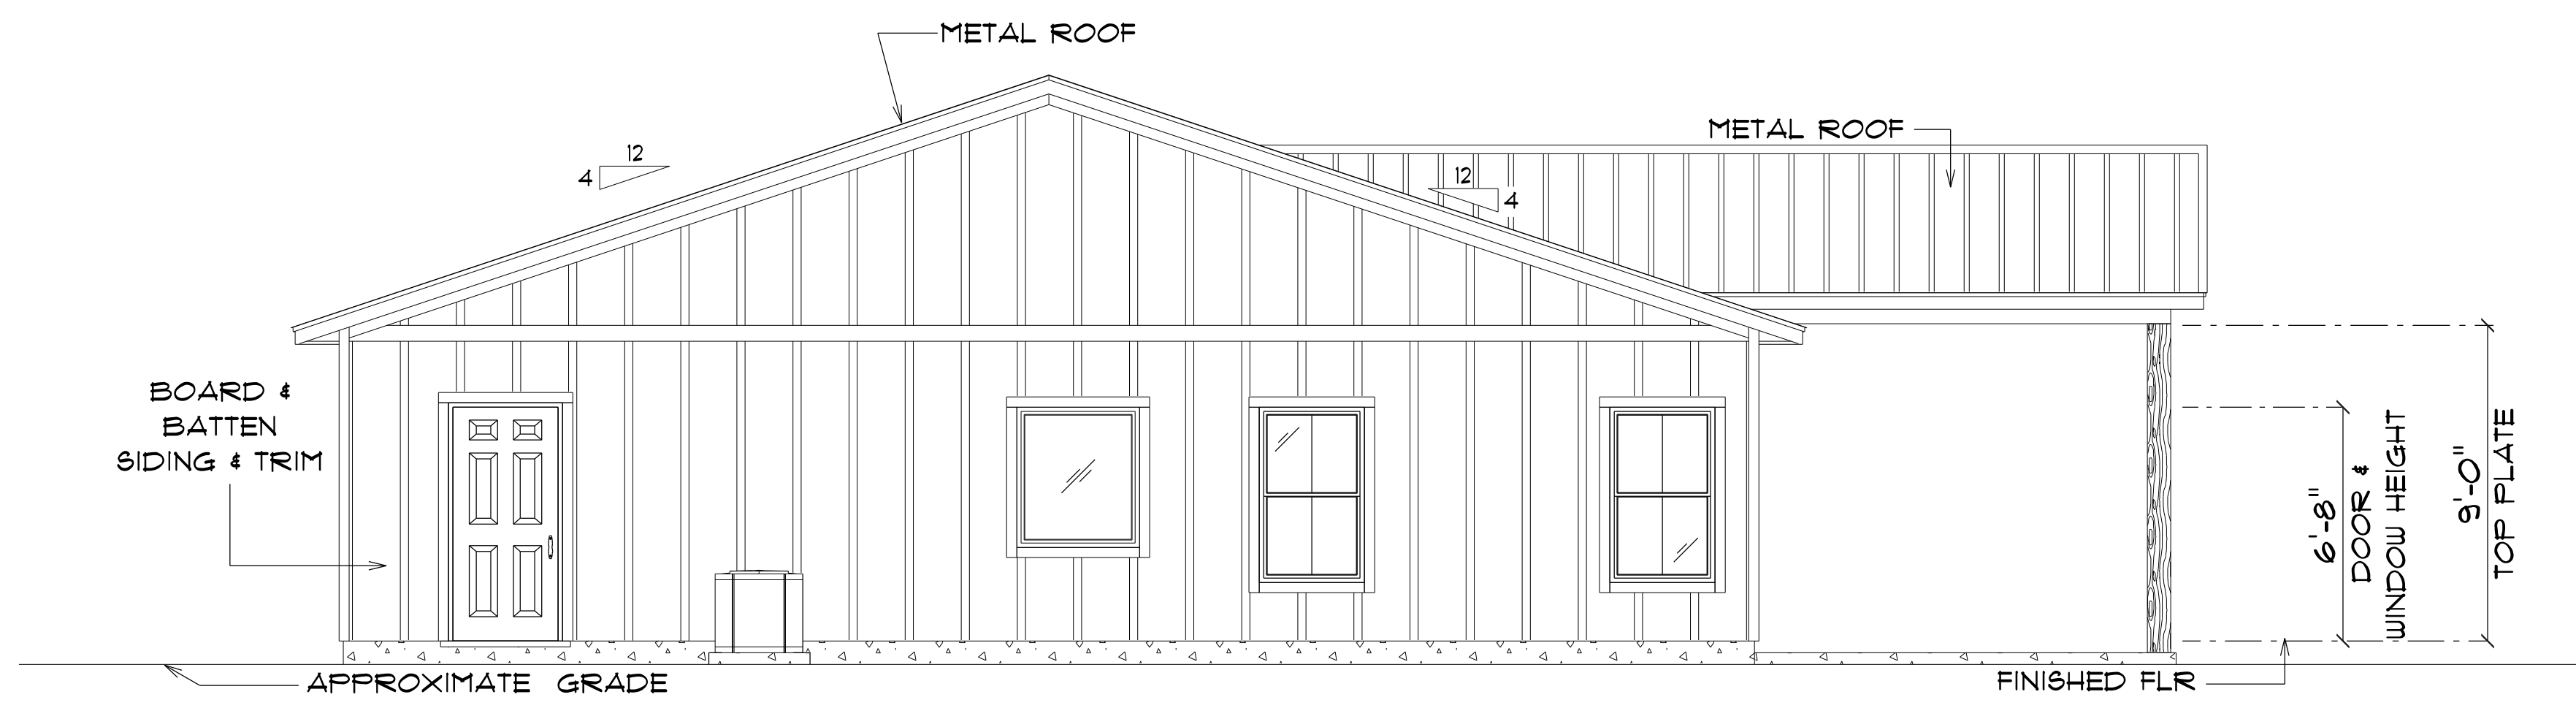 METAL ROOF
METAL ROOF
12
4
12
4
BOARD &
BATTEN
SIDING & TRIM
6'-8"
DOOR &
WINDOW HEIGHT
9'-0"
TOP PLATE
APPROXIMATE GRADE
FINISHED FLR